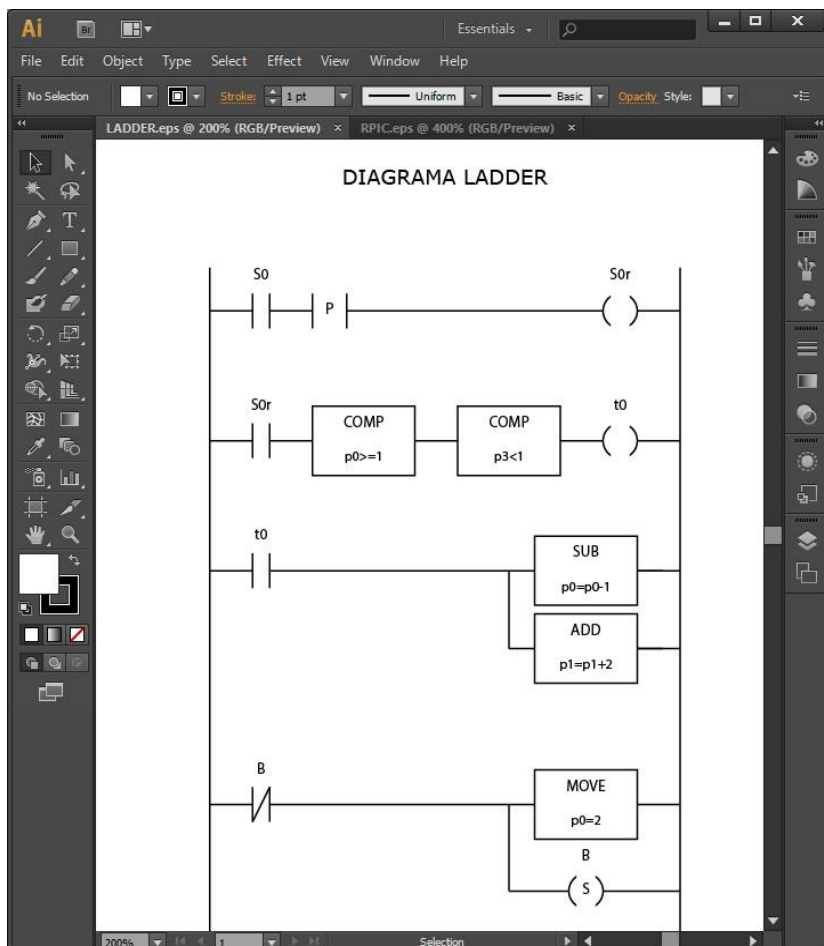 Ai Br Essentials
File Edit Object Type Select Effect View Window Help
No Selection Stroke: 1 pt Uniform Basic Opacity Style:
LADDER.eps @ 200% (RGB/Preview) × RPIC.eps @ 400% (RGB/Preview) ×
DIAGRAMA LADDER
S0 S0r
P
S0r t0
COMP COMP
p0>=1 p3<1
t0
SUB
p0=p0-1
ADD
p1=p1+2
B
MOVE
p0=2
B
S
200% 1 Selection